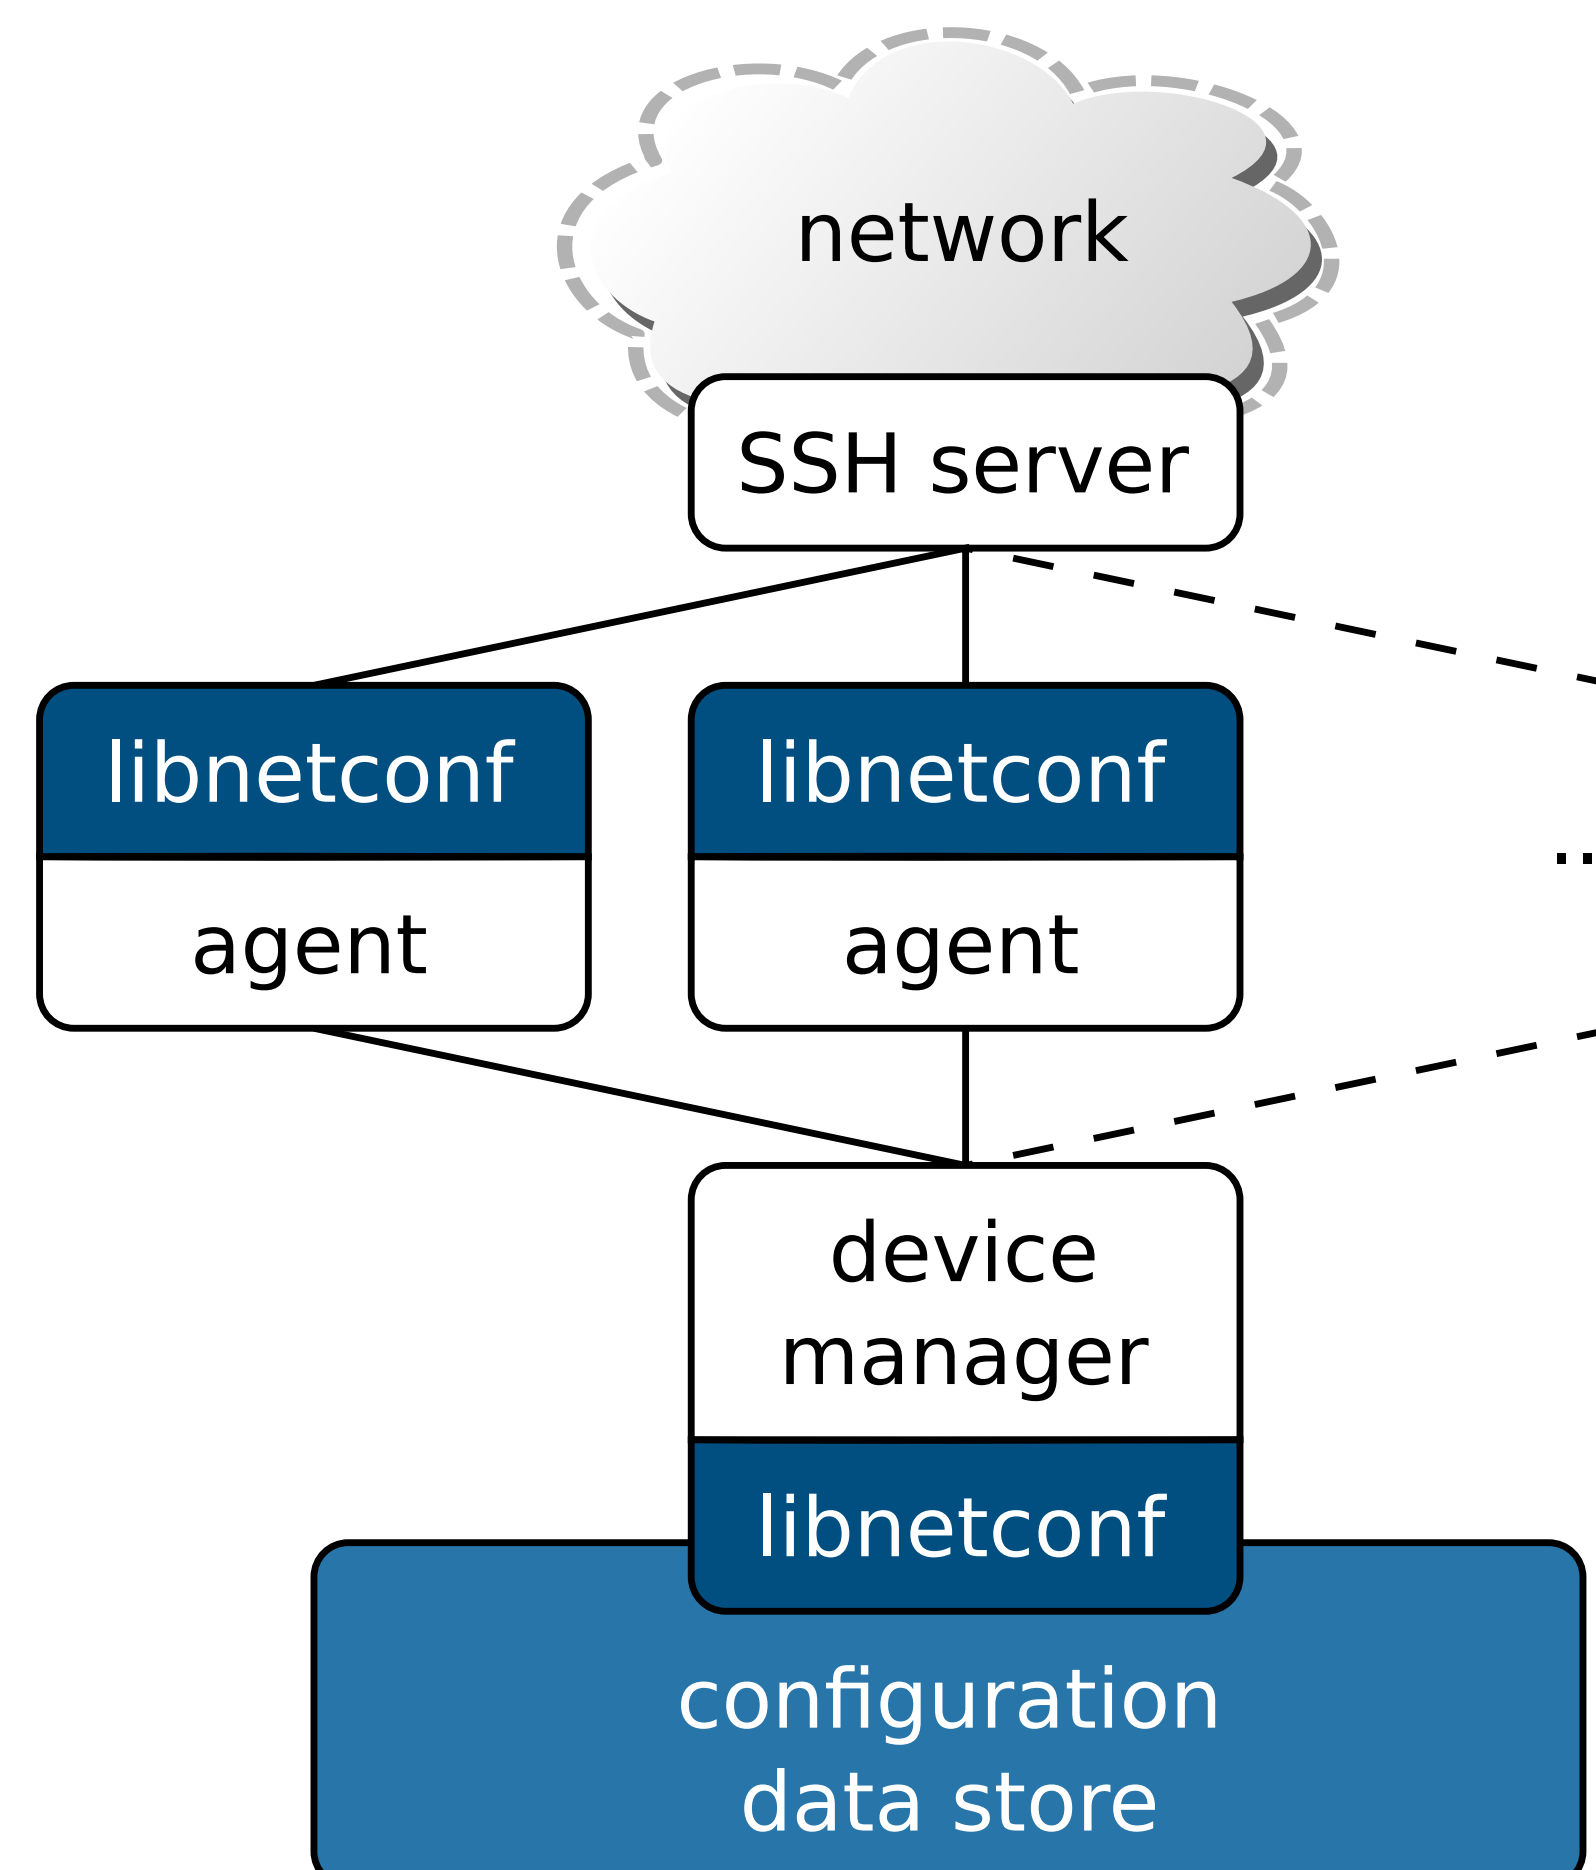 network
SSH server
libnetconf
libnetconf
..
agent
agent
device
manager
libnetconf
configuration
data store